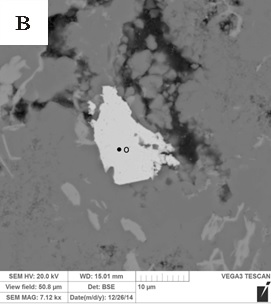 B
o
SEM HV: 20.0 kV WD: 15.01 mm VEGA3 TESCAN
View field: 50.8 µm Det: BSE 10 µm
SEM MAG: 7.12 kx Date(m/d/y): 12/26/14